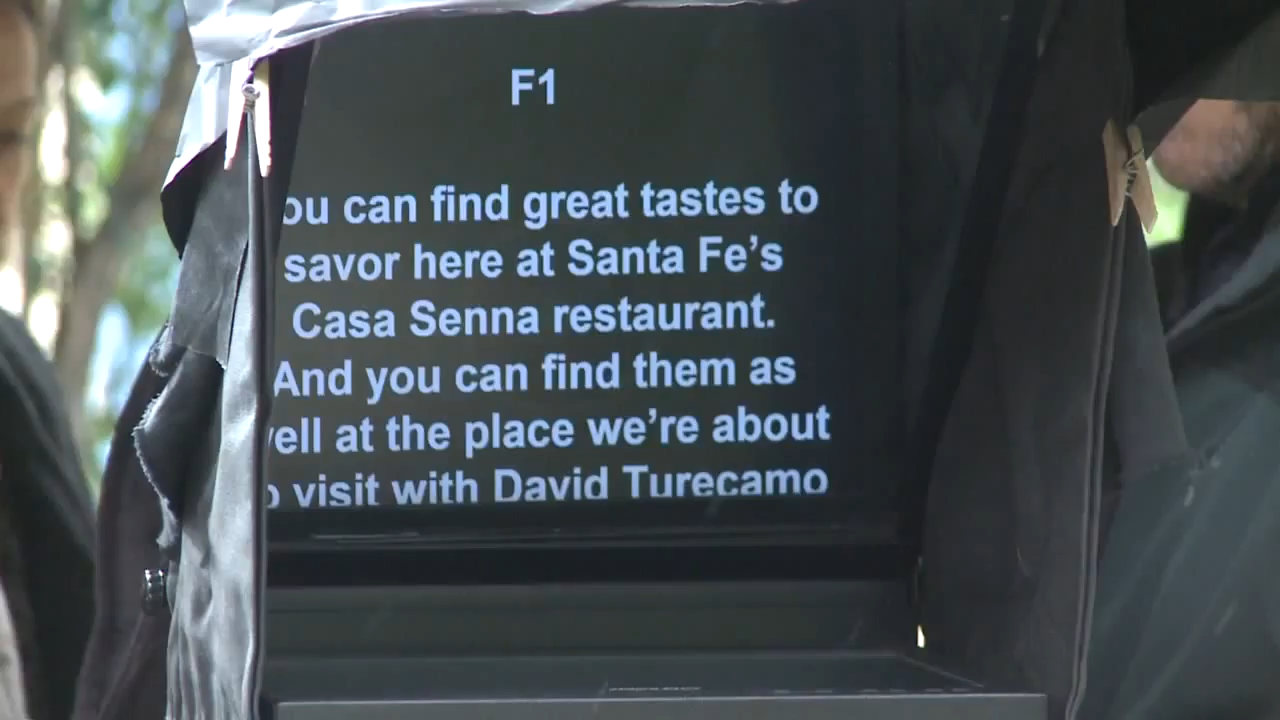 F1
ou can find great tastes to
savor here at Santa Fe’s
Casa Senna restaurant.
And you can find them as
ell at the place we’re about
visit with David Turecamo